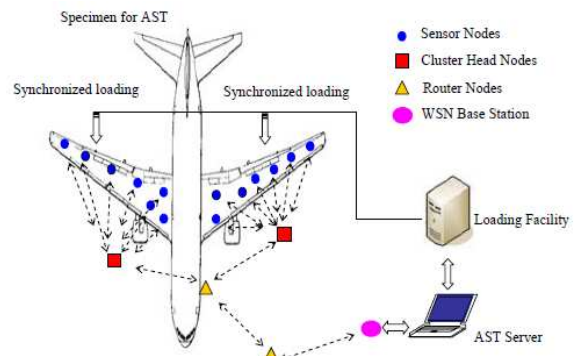 Specimen for AST
Sensor Nodes
Cluster Head Nodes
Router Nodes
WSN Base Station
Synchronized loading
Synchronized loading
Loading Facility
AST Server